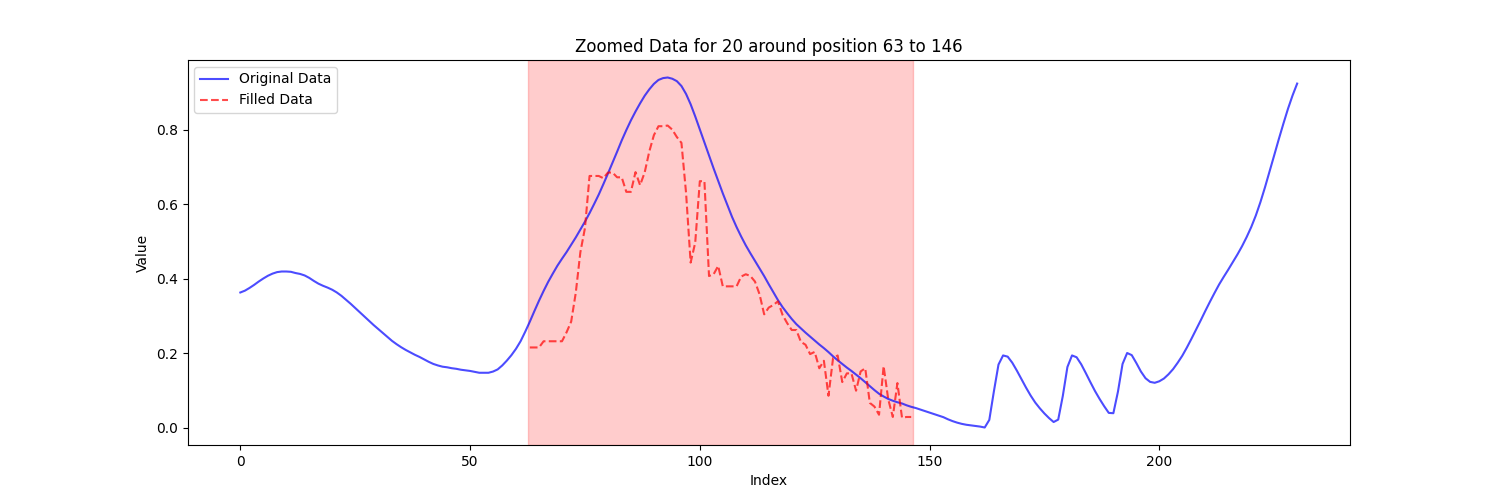 Zoomed Data for 20 around position 63 to 146
Original Data
Filled Data
Value
0.8
0.6
0.4
0.2
0.0
0
50
100
150
200
Index